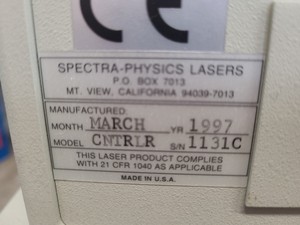 CE
SPECTRA-PHYSICS LASERS
P.O. BOX 7013
MT. VIEW, CALIFORNIA 94039-7013
MANUFACTURED:
MONTH MARCH YR 1997
MODEL CNTRLR S/N 1131C
THIS LASER PRODUCT COMPLIES
WITH 21 CFR 1040 AS APPLICABLE
MADE IN U.S.A.